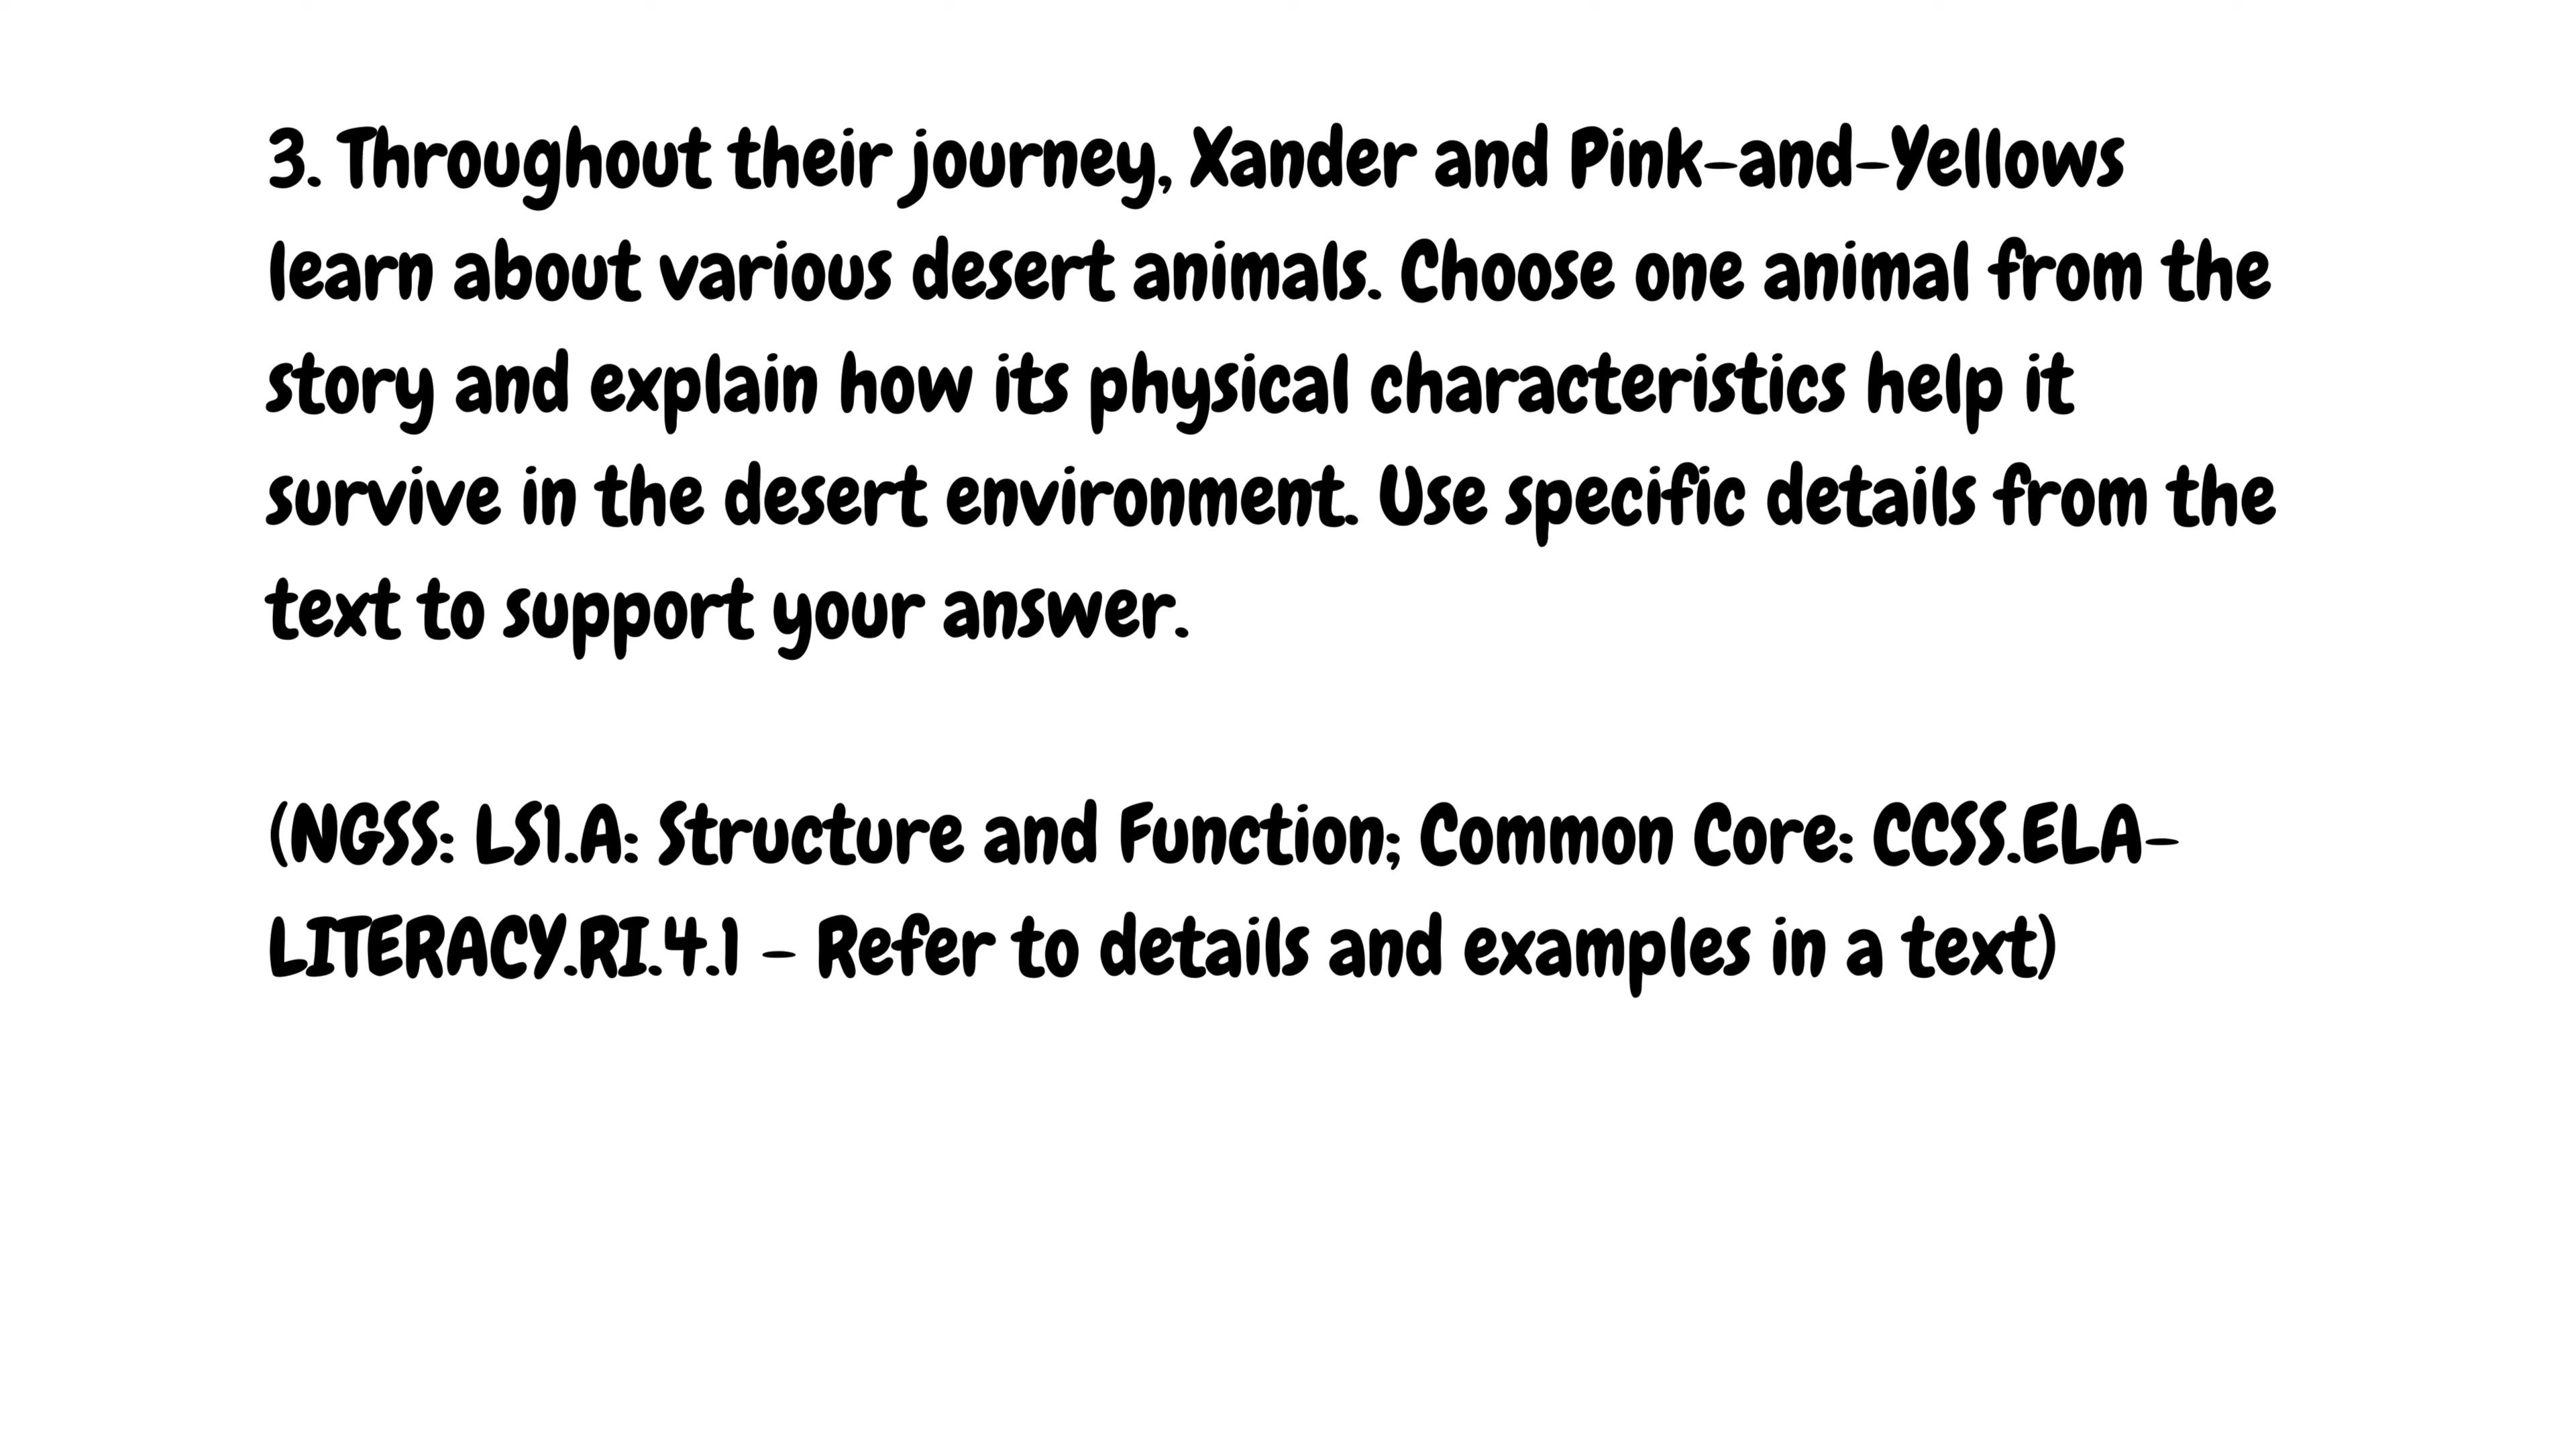 3. Throughout their journey, Xander and Pink-and-Yellows
learn about various desert animals. Choose one animal from the
story and explain how its physical characteristics help it
survive in the desert environment. Use specific details from the
text to support your answer.
(NGSS: LS1.A: Structure and Function; Common Core: CCSS.ELA-
LITERACY.RI.4.1 - Refer to details and examples in a text)